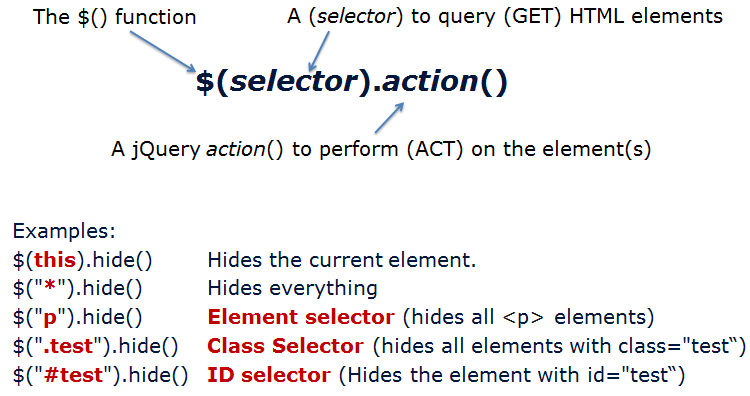 The $() function
A (selector) to query (GET) HTML elements
$(selector).action()
A jQuery action() to perform (ACT) on the element(s)
Examples:
$(this).hide() Hides the current element.
$("*").hide() Hides everything
$("p").hide() Element selector (hides all <p> elements)
$(".test").hide() Class Selector (hides all elements with class="test‟)
$("#test").hide() ID selector (Hides the element with id="test‟)